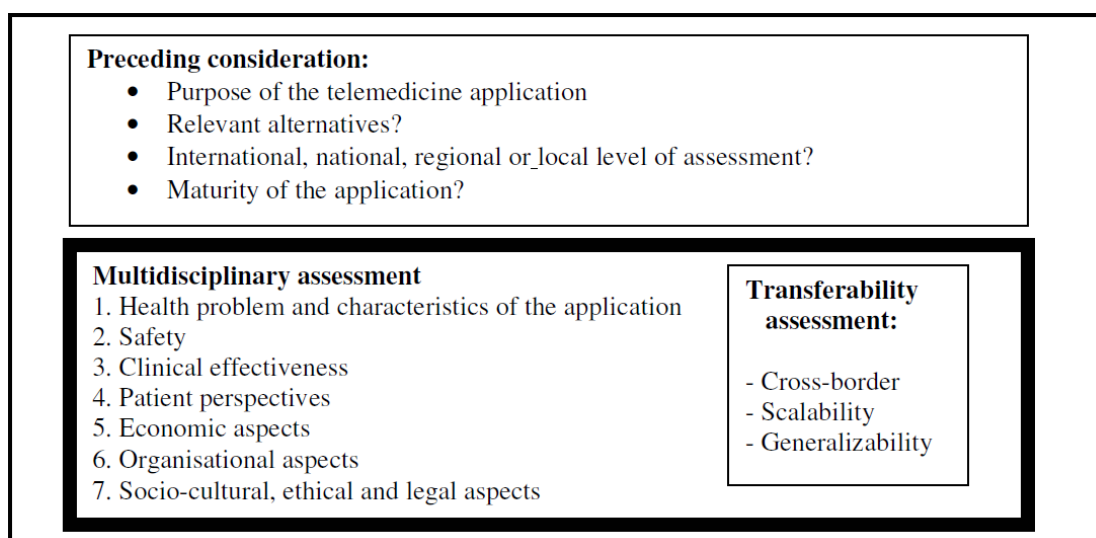 Preceding consideration:
• Purpose of the telemedicine application
• Relevant alternatives?
• International, national, regional or_local level of assessment?
• Maturity of the application?
Multidisciplinary assessment
1. Health problem and characteristics of the application
2. Safety
3. Clinical effectiveness
4. Patient perspectives
5. Economic aspects
6. Organisational aspects
7. Socio-cultural, ethical and legal aspects
Transferability
assessment:
- Cross-border
- Scalability
- Generalizability